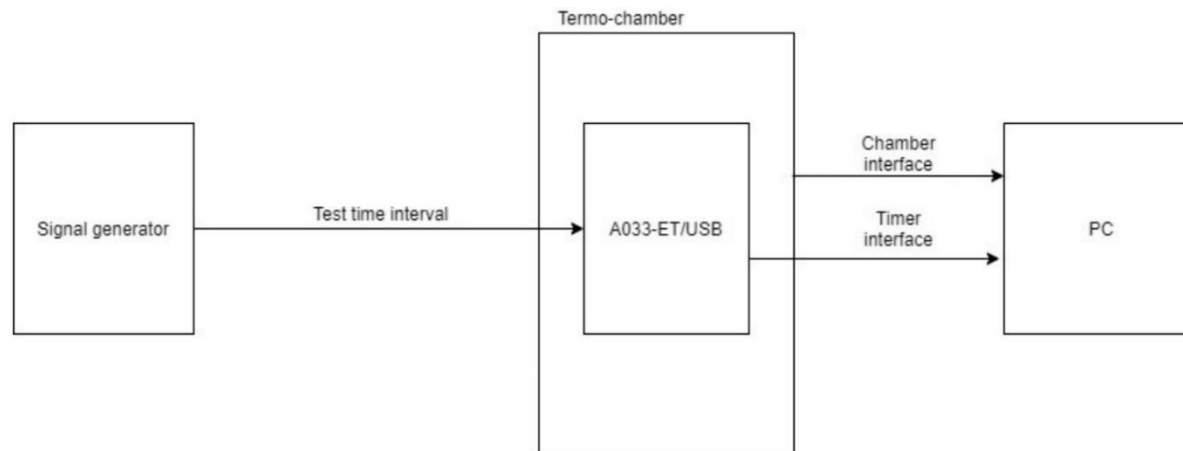 Termo-chamber
Signal generator
Test time interval
A033-ET/USB
Chamber
interface
Timer
interface
PC